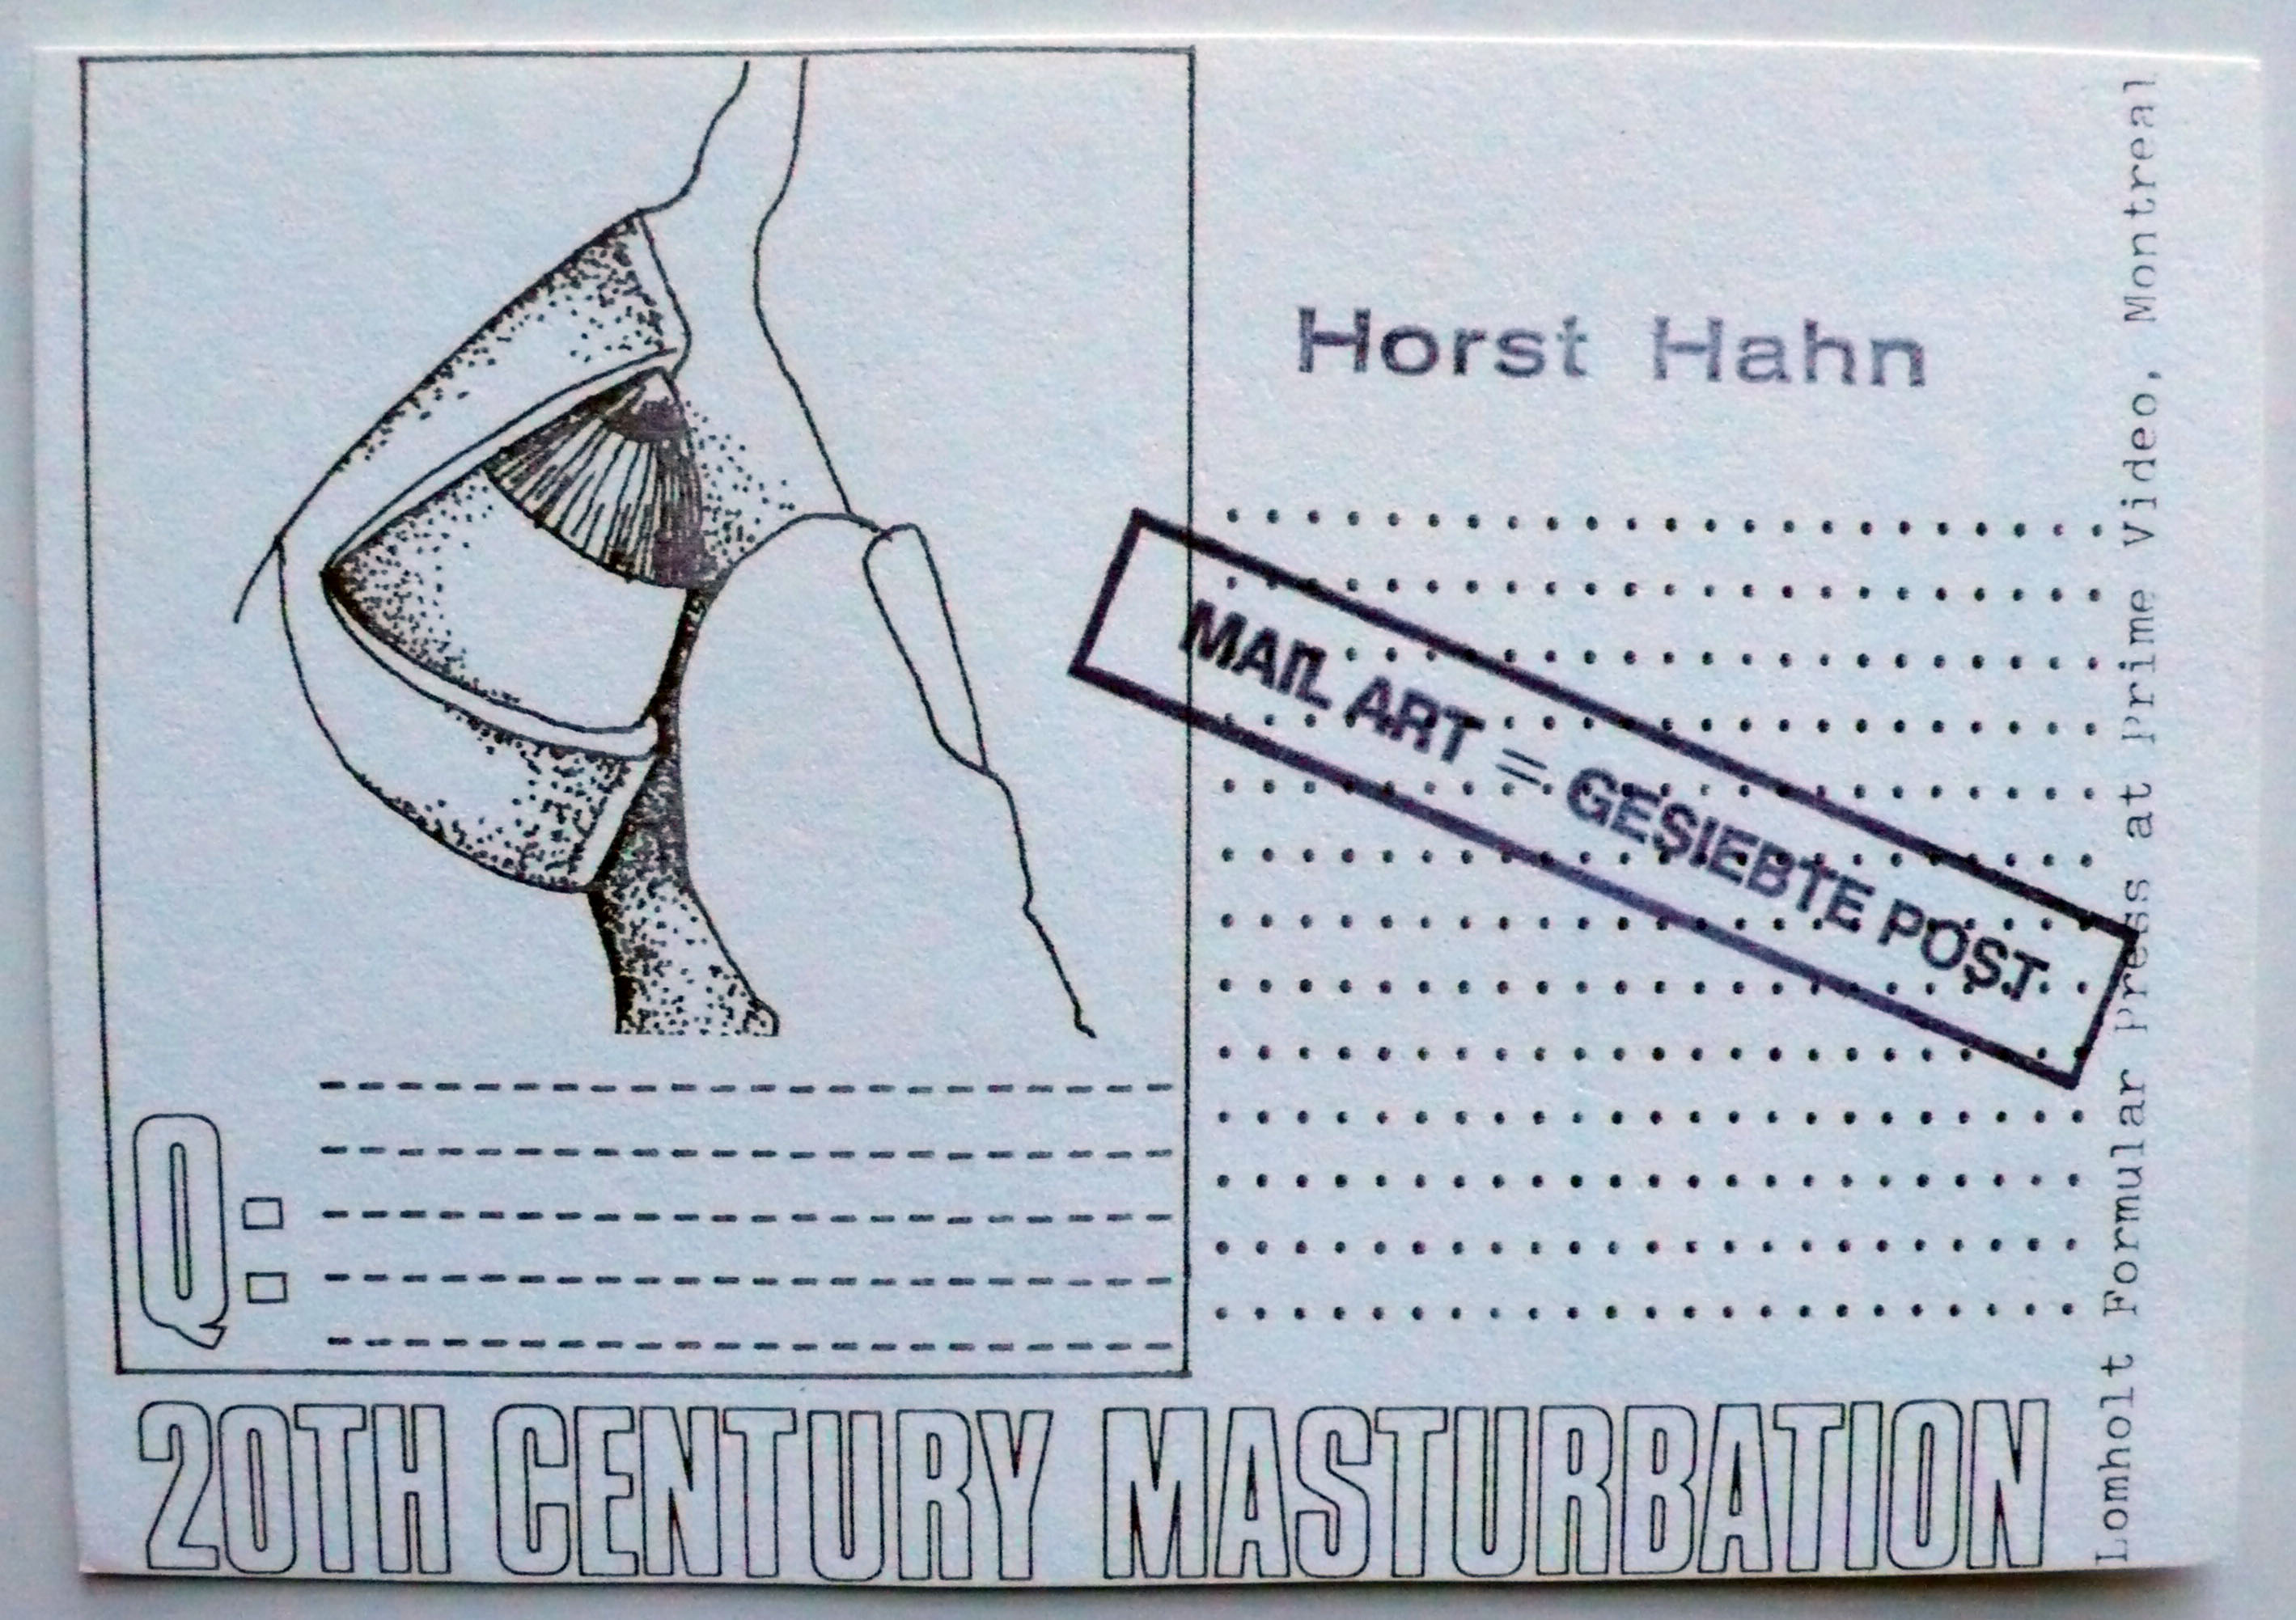 Horst Hahn
MAIL ART = GESIEBTE POST
Q:
20TH CENTURY MASTURBATION
Lomholt Formular Press at Prime Video, Montreal